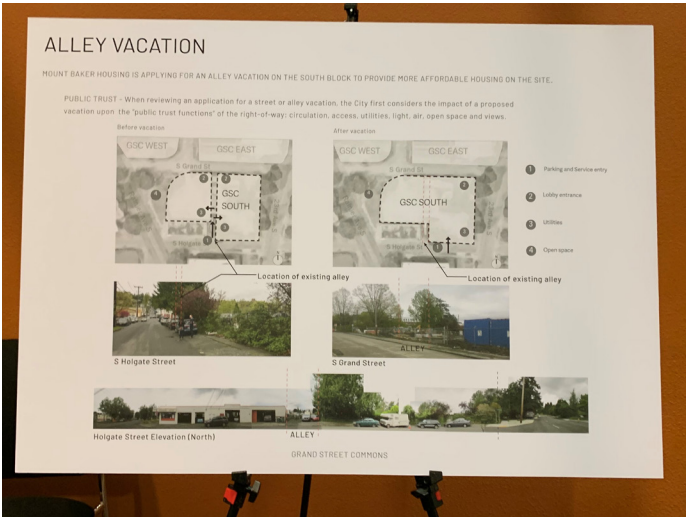 ALLEY VACATION
MOUNT BAKER HOUSING IS APPLYING FOR AN ALLEY VACATION ON THE SOUTH BLOCK TO PROVIDE MORE AFFORDABLE HOUSING ON THE SITE.
PUBLIC TRUST - When reviewing an application for a street or alley vacation, the City first considers the impact of a proposed
vacation upon the "public trust functions" of the right-of-way: circulation, access, utilities, light, air, open space and views.
Before vacation
After vacation
GSC WEST
GSC EAST
S Grand St
GSC
SOUTH
S Holgate
GSC WEST
GSC EAST
S Grand St
GSC SOUTH
S Holgate St
1 Parking and Service entry
2 Lobby entrance
3 Utilities
4 Open space
Location of existing alley
Location of existing alley
ALLEY
S Holgate Street
S Grand Street
Holgate Street Elevation (North)
ALLEY
GRAND STREET COMMONS